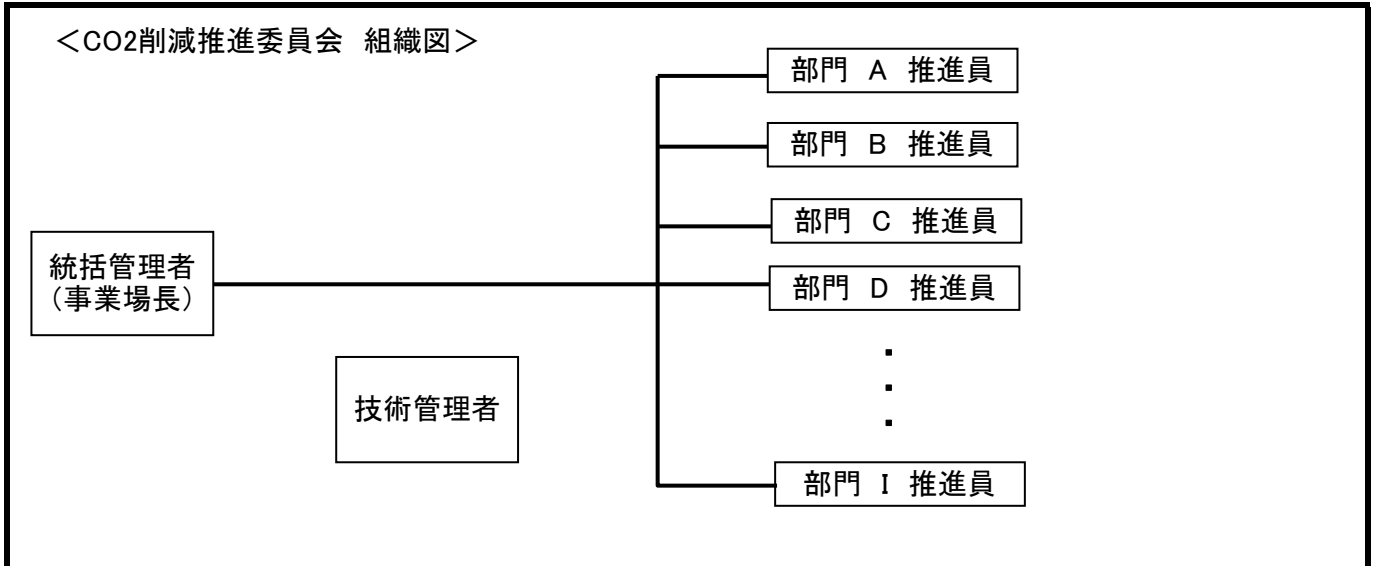 ＜CO2削減推進委員会　組織図＞
部門　A　推進員
部門　B　推進員
部門　C　推進員
統括管理者
（事業場長）
部門　D　推進員
・
・
・
技術管理者
部門　I　推進員